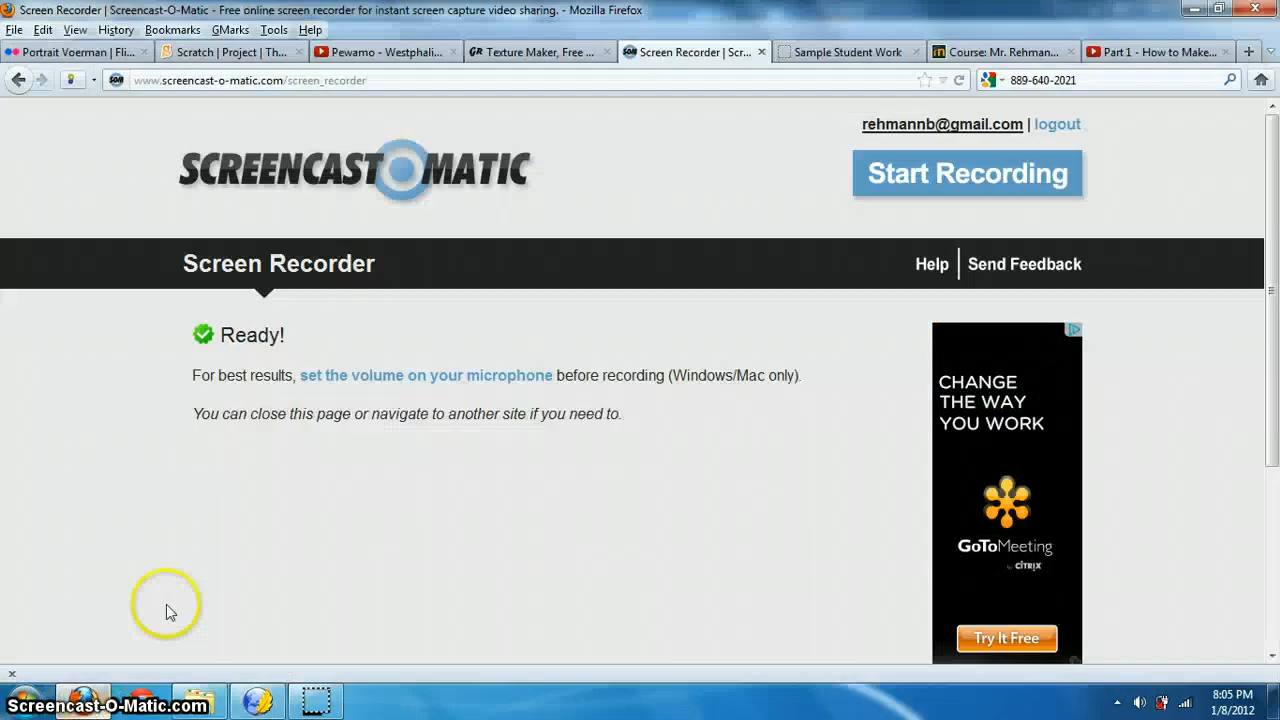 Screen Recorder | Screencast-O-Matic - Free online screen recorder for instant screen capture video sharing. - Mozilla Firefox
File Edit View History Bookmarks GMarks Tools Help
Portrait Voerman | Fli... Scratch | Project | Th... Pewamo - Westphali... GR Texture Maker, Free ... Screen Recorder | Scr... Sample Student Work Course: Mr. Rehman... Part 1 - How to Make...
www.screencast-o-matic.com/screen_recorder 889-640-2021
rehmannb@gmail.com | logout
SCREENCAST O MATIC
Start Recording
Screen Recorder
Help | Send Feedback
Ready!
For best results, set the volume on your microphone before recording (Windows/Mac only).
You can close this page or navigate to another site if you need to.
CHANGE
THE WAY
YOU WORK
GoToMeeting
by CITRIX
Try It Free
Screencast-O-Matic.com
8:05 PM
1/8/2012